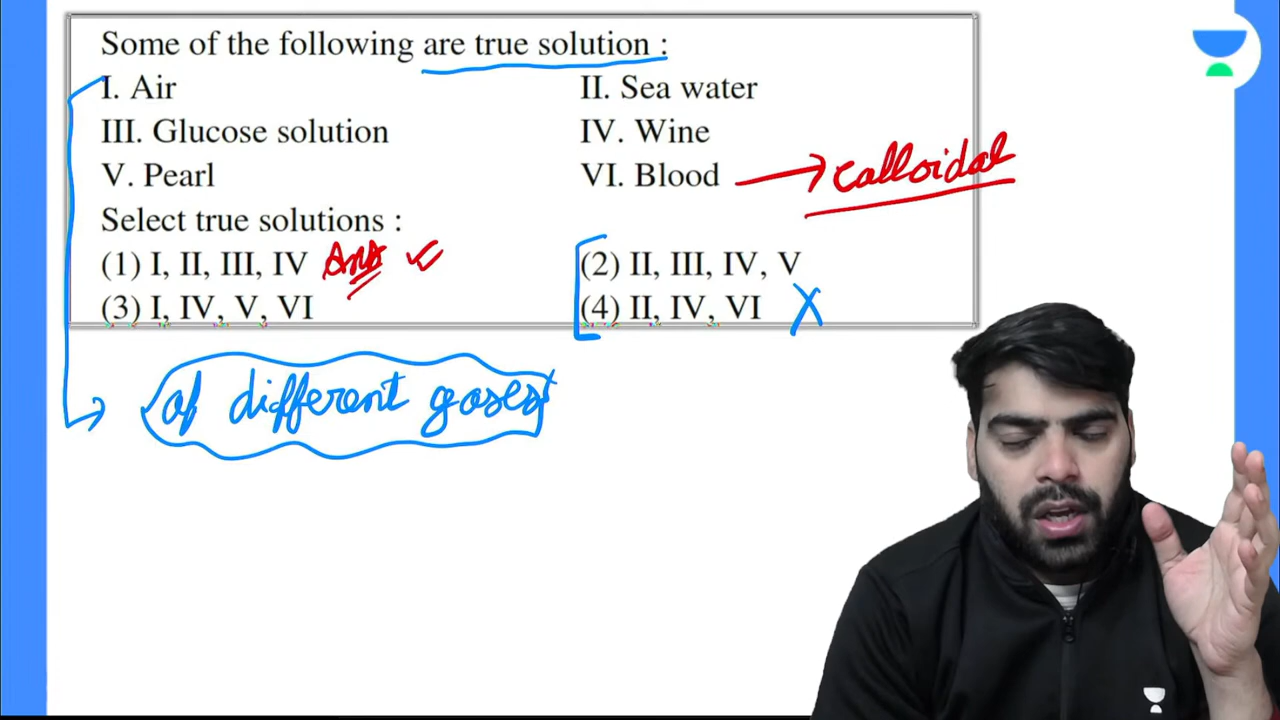 Some of the following are true solution :
I. Air II. Sea water
III. Glucose solution IV. Wine
V. Pearl VI. Blood → calloidal
Select true solutions :
(1) I, II, III, IV Ans ✓ (2) II, III, IV, V
(3) I, IV, V, VI (4) II, IV, VI X
of different gases